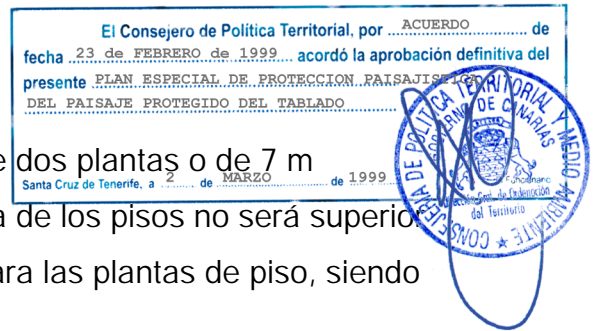 El Consejero de Política Territorial, por ACUERDO de
fecha 23 de FEBRERO de 1999 acordó la aprobación definitiva del
presente PLAN ESPECIAL DE PROTECCION PAISAJISTICA
DEL PAISAJE PROTEGIDO DEL TABLADO
Santa Cruz de Tenerife, a 2 de MARZO de 1999
CONSEJERIA DE POLITICA TERRITORIAL Y MEDIO AMBIENTE
GOBIERNO DE CANARIAS
de Ordenación
del Territorio
dos plantas o de 7 m
de los pisos no será superior
ara las plantas de piso, siendo